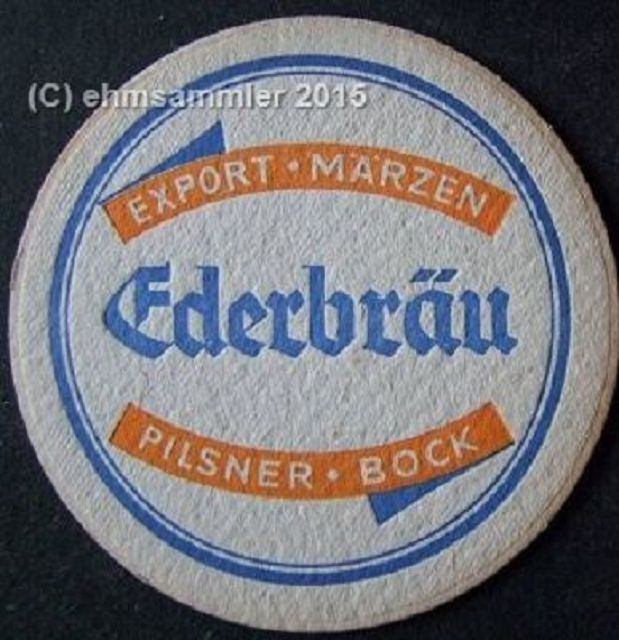 (C) ehmsammler 2015
EXPORT · MÄRZEN
Ederbräu
PILSNER · BOCK